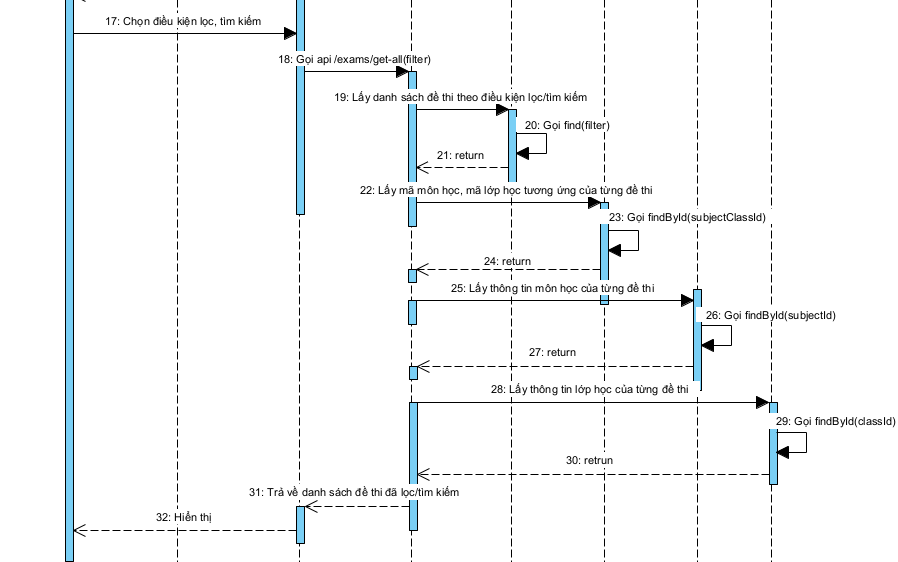 17: Chọn điều kiện lọc, tìm kiếm
18: Gọi api /exams/get-all(filter)
19: Lấy danh sách đề thi theo điều kiện lọc/tìm kiếm
20: Gọi find(filter)
21: return
22: Lấy mã môn học, mã lớp học tương ứng của từng đề thi
23: Gọi findById(subjectClassId)
24: return
25: Lấy thông tin môn học của từng đề thi
26: Gọi findById(subjectId)
27: return
28: Lấy thông tin lớp học của từng đề thi
29: Gọi findById(classId)
30: retrun
31: Trả về danh sách đề thi đã lọc/tìm kiếm
32: Hiển thị